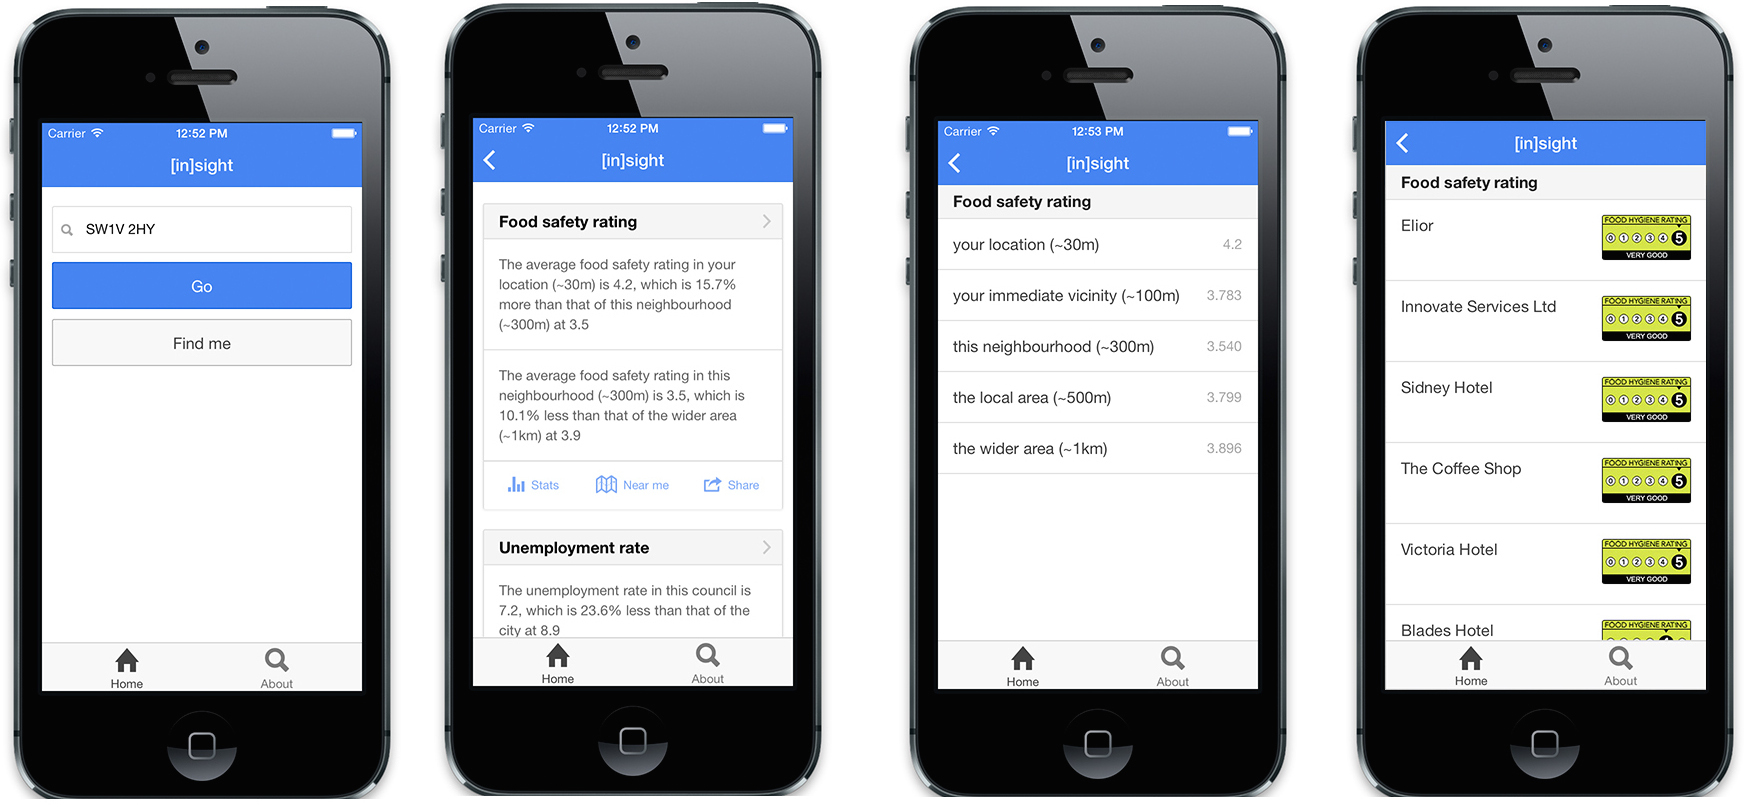 Carrier 12:52 PM
[in]sight
SW1V 2HY
Go
Find me
Home About
Carrier 12:52 PM
[in]sight
Food safety rating
The average food safety rating in your
location (~30m) is 4.2, which is 15.7%
more than that of this neighbourhood
(~300m) at 3.5
The average food safety rating in this
neighbourhood (~300m) is 3.5, which is
10.1% less than that of the wider area
(~1km) at 3.9
Stats Near me Share
Unemployment rate
The unemployment rate in this council is
7.2, which is 23.6% less than that of the
city at 8.9
Home About
Carrier 12:53 PM
[in]sight
Food safety rating
your location (~30m) 4.2
your immediate vicinity (~100m) 3.783
this neighbourhood (~300m) 3.540
the local area (~500m) 3.799
the wider area (~1km) 3.896
Home About
[in]sight
Food safety rating
Elior
FOOD HYGIENE RATING
0 1 2 3 4 5
VERY GOOD
Innovate Services Ltd
FOOD HYGIENE RATING
0 1 2 3 4 5
VERY GOOD
Sidney Hotel
FOOD HYGIENE RATING
0 1 2 3 4 5
VERY GOOD
The Coffee Shop
FOOD HYGIENE RATING
0 1 2 3 4 5
VERY GOOD
Victoria Hotel
FOOD HYGIENE RATING
0 1 2 3 4 5
VERY GOOD
Blades Hotel
FOOD HYGIENE RATING
Home About